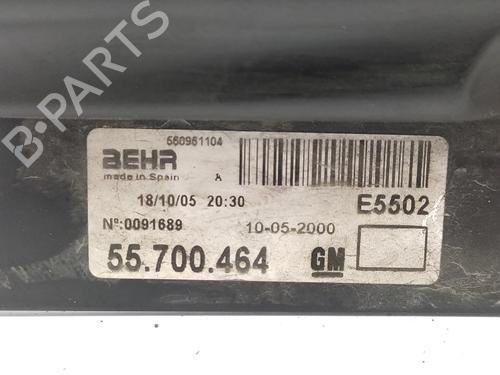 560951104
BEHR
made in Spain A
18/10/05 20:30 E5502
Nº:0091689 10-05-2000
55.700.464 GM
B-PARTS